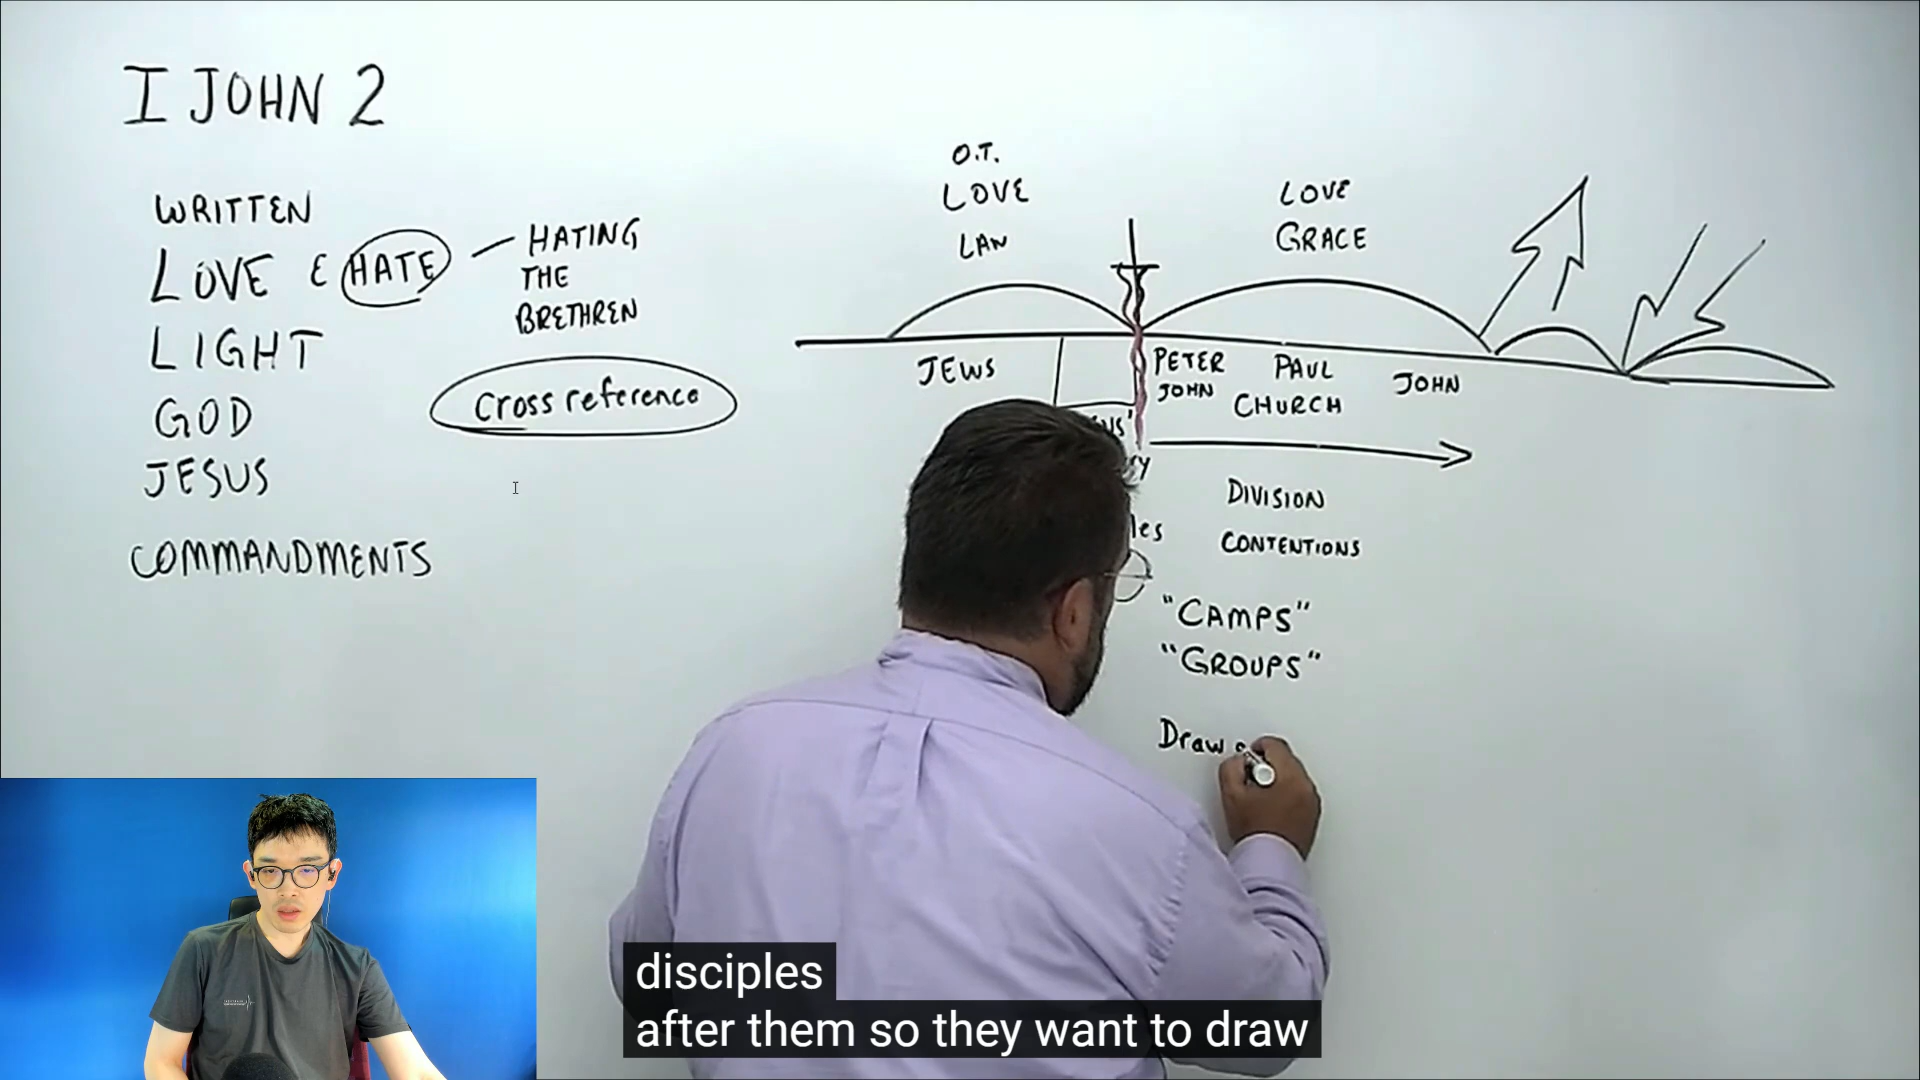 I JOHN 2
WRITTEN
LOVE & HATE
HATING
THE
BRETHREN
LIGHT
Cross reference
GOD
JESUS
COMMANDMENTS
O.T.
LOVE
LAW
LOVE
GRACE
JEWS
PETER
JOHN
PAUL
CHURCH
JOHN
DIVISION
CONTENTIONS
"CAMPS"
"GROUPS"
Draw
disciples
after them so they want to draw